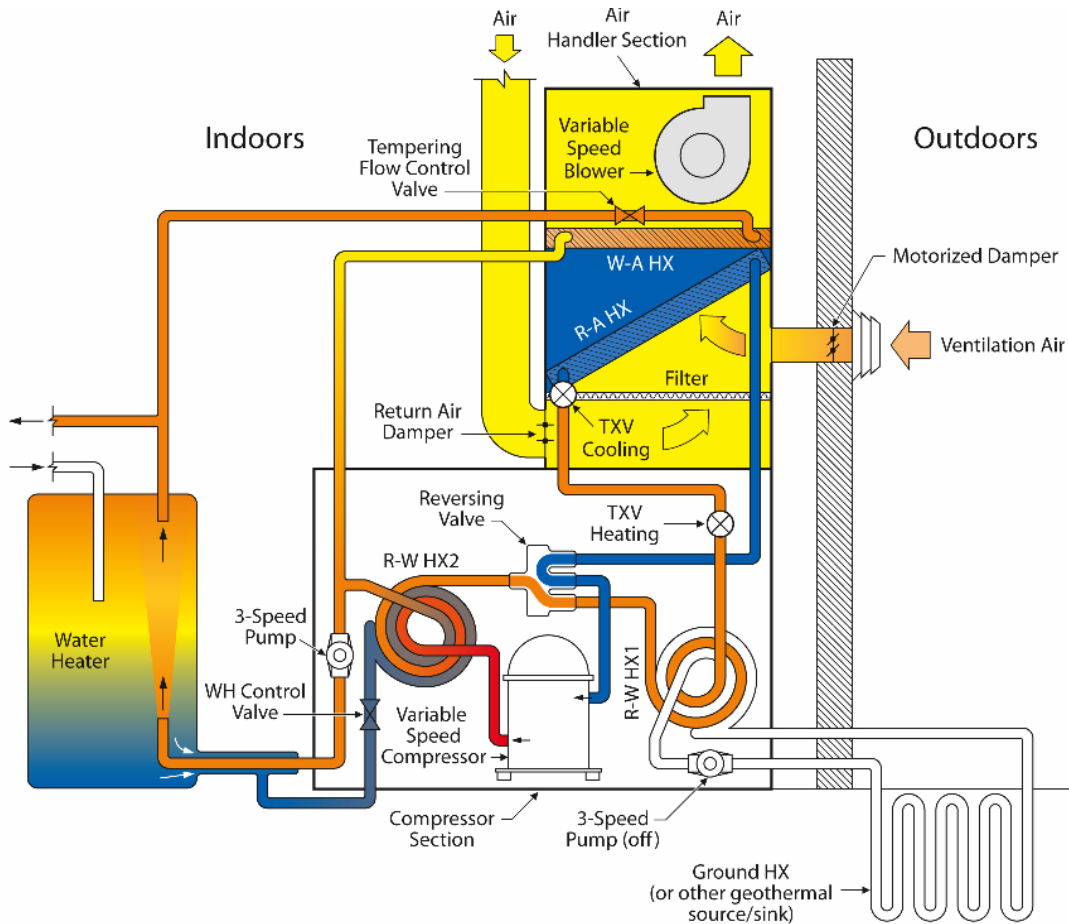 Air
Air
Handler Section
Air
Indoors
Outdoors
Variable
Speed
Blower
Tempering
Flow Control
Valve
W-A HX
Motorized Damper
R-A HX
Ventilation Air
Filter
Return Air
Damper
TXV
Cooling
Reversing
Valve
TXV
Heating
R-W HX2
3-Speed
Pump
Water
Heater
WH Control
Valve
R-W HX1
Variable
Speed
Compressor
Compressor
Section
3-Speed
Pump (off)
Ground HX
(or other geothermal
source/sink)